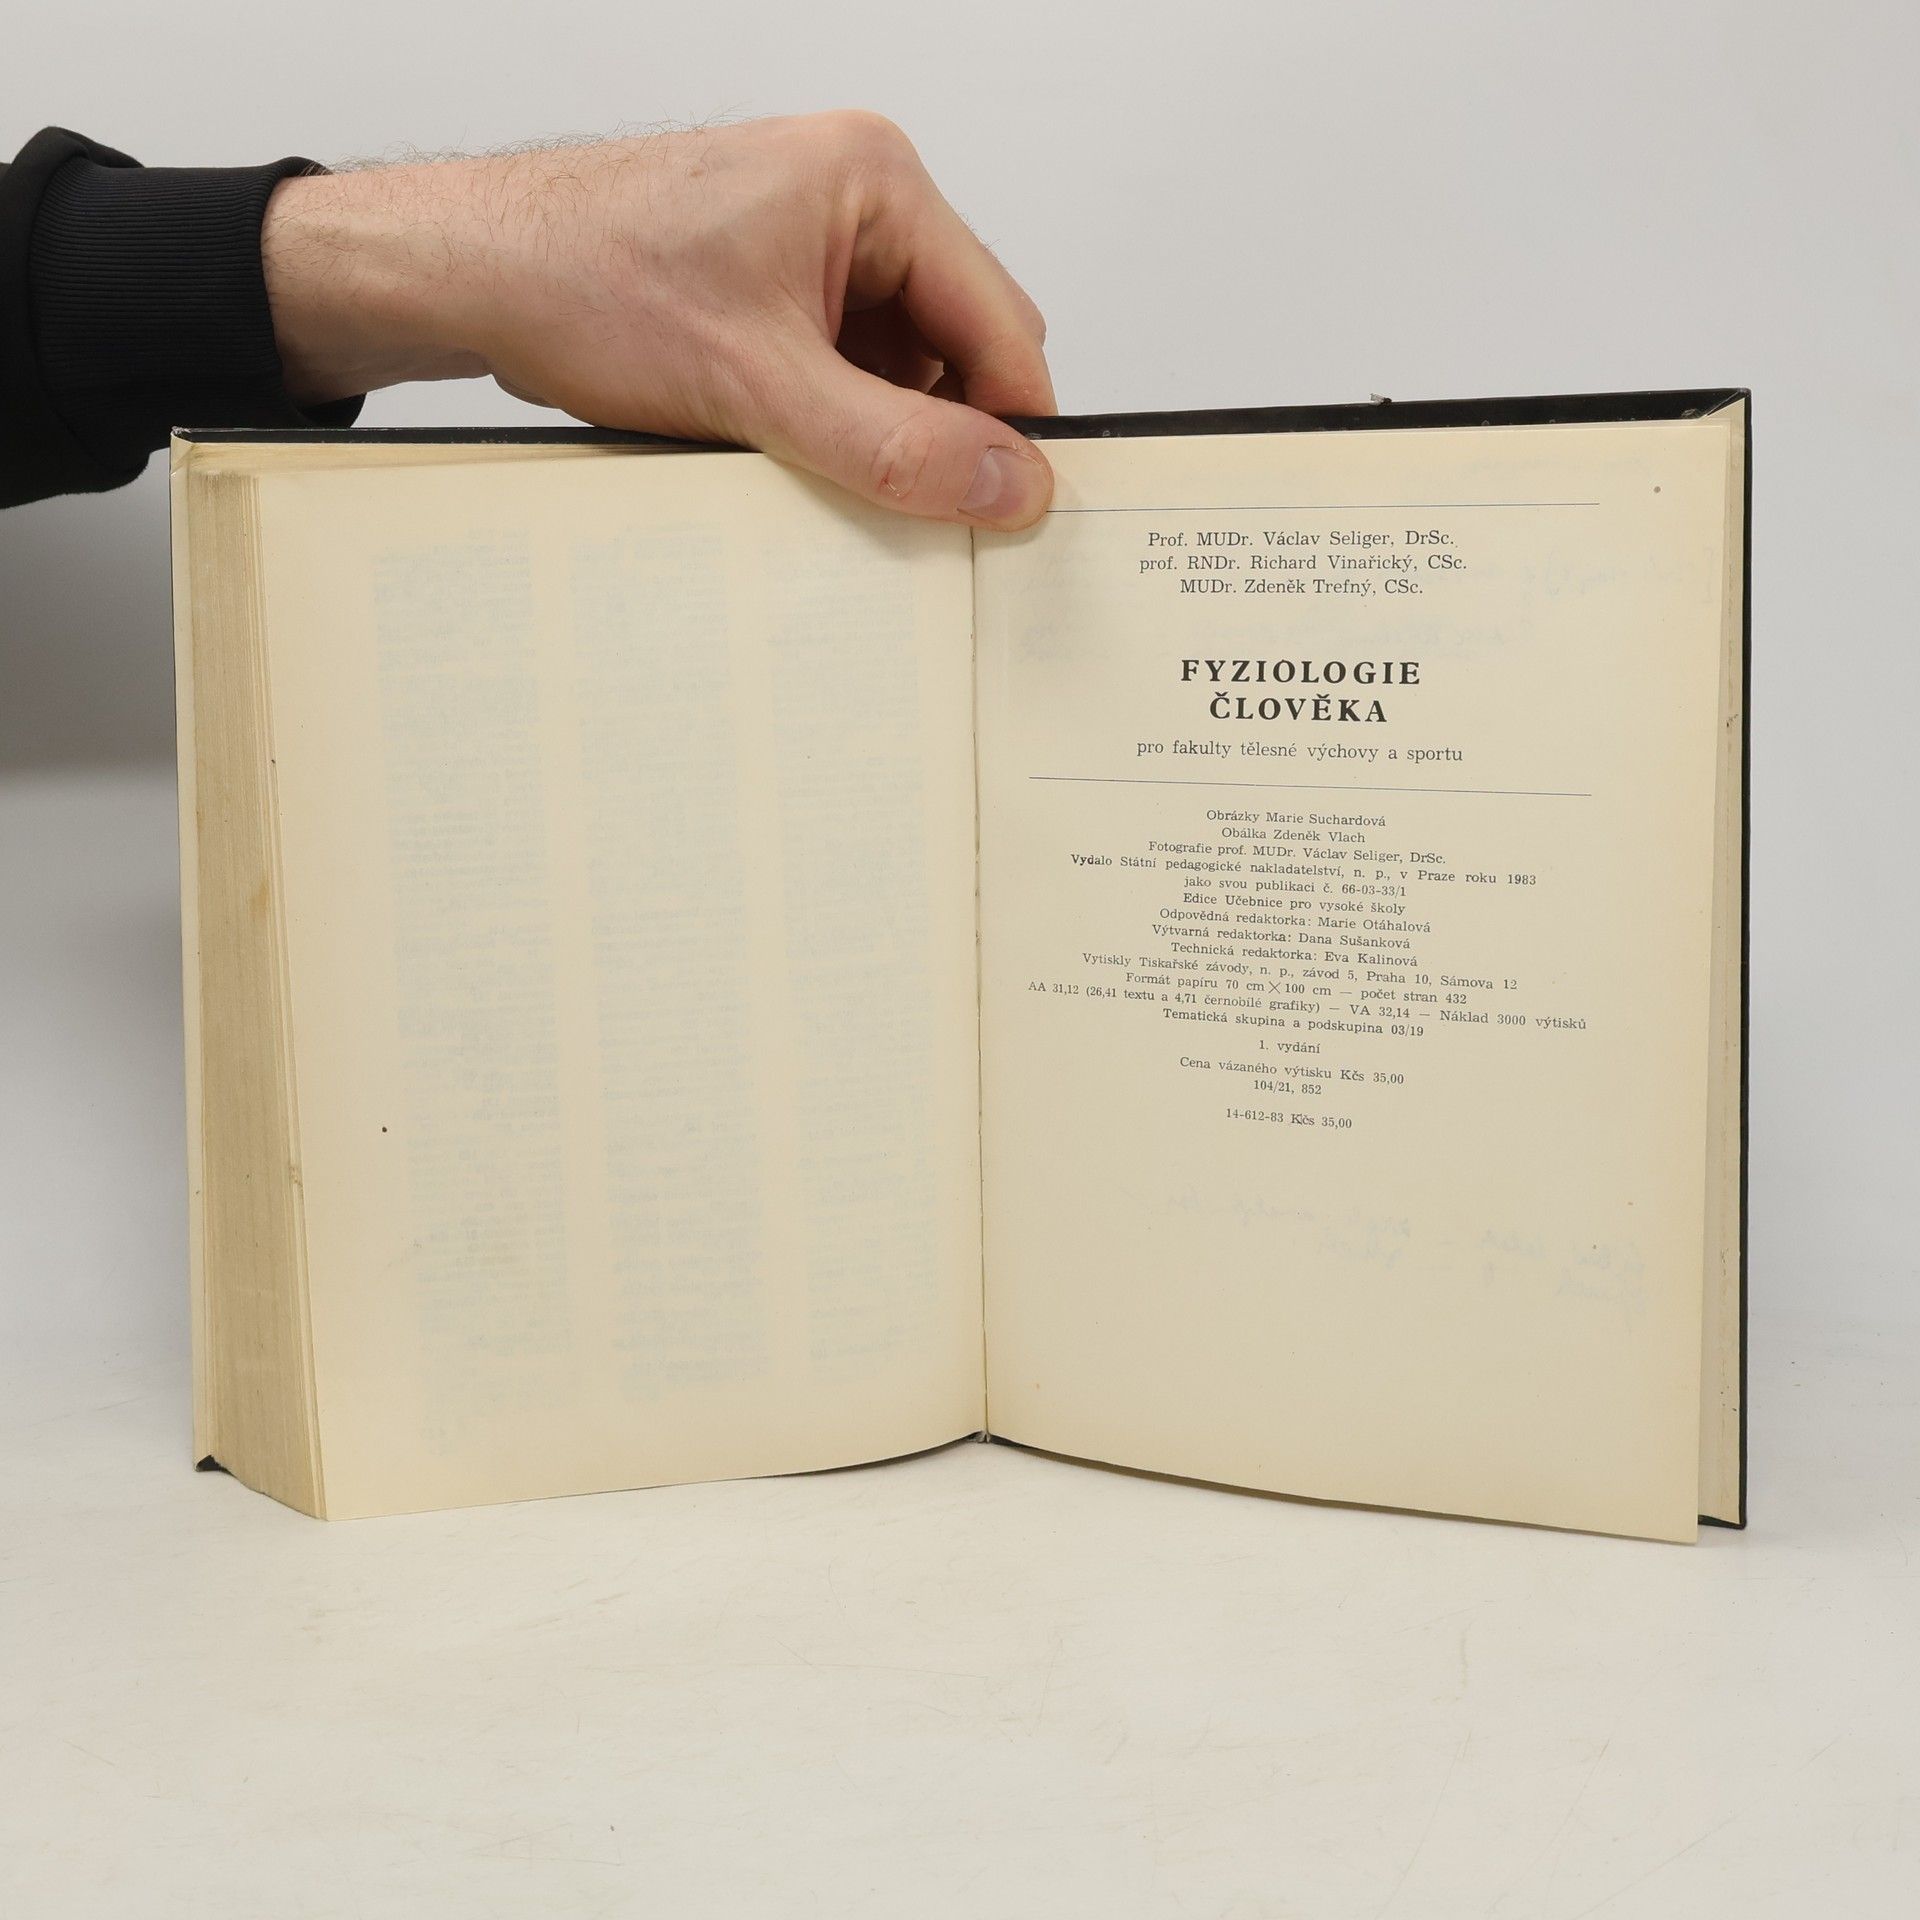 Prof. MUDr. Václav Seliger, DrSc.
prof. RNDr. Richard Vinařický, CSc.
MUDr. Zdeněk Trefný, CSc.
FYZIOLOGIE
ČLOVĚKA
pro fakulty tělesné výchovy a sportu
Obrázky Marie Suchardová
Obálka Zdeněk Vlach
Fotografie prof. MUDr. Václav Seliger, DrSc.
Vydalo Státní pedagogické nakladatelství, n. p., v Praze roku 1983
jako svou publikaci č. 66-03-33/1
Edice Učebnice pro vysoké školy
Odpovědná redaktorka: Marie Otáhalová
Výtvarná redaktorka: Dana Sušanková
Technická redaktorka: Eva Kalinová
Vytiskly Tiskařské závody, n. p., závod 5, Praha 10, Sámova 12
Formát papíru 70 cm × 100 cm — počet stran 432
AA 31,12 (26,41 textu a 4,71 černobílé grafiky) — VA 32,14 — Náklad 3000 výtisků
Tematická skupina a podskupina 03/19
1. vydání
Cena vázaného výtisku Kčs 35,00
104/21, 852
14-612-83 Kčs 35,00